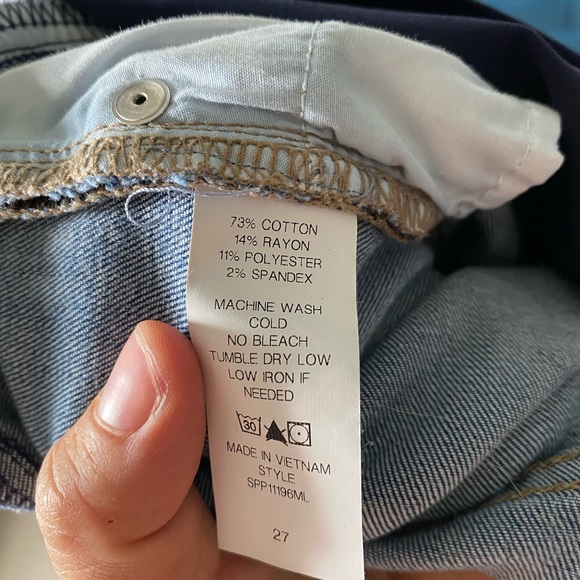 73% COTTON
14% RAYON
11% POLYESTER
2% SPANDEX
MACHINE WASH
COLD
NO BLEACH
TUMBLE DRY LOW
LOW IRON IF
NEEDED
30
MADE IN VIETNAM
STYLE
SPP11196ML
27